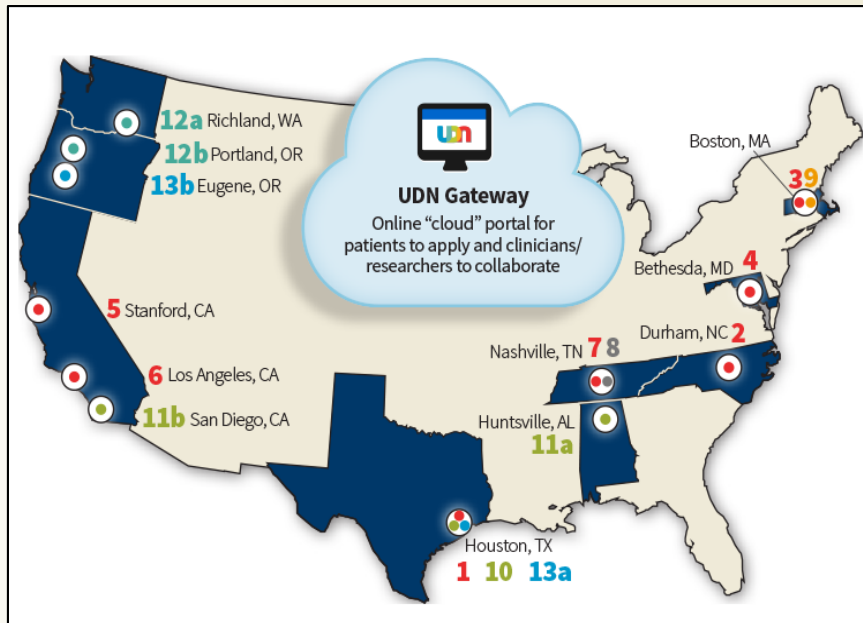 udn
UDN Gateway
Online “cloud” portal for
patients to apply and clinicians/
researchers to collaborate
12a Richland, WA
12b Portland, OR
13b Eugene, OR
Boston, MA
39
Bethesda, MD 4
5 Stanford, CA
Durham, NC 2
Nashville, TN 7 8
6 Los Angeles, CA
11b San Diego, CA
Huntsville, AL
11a
Houston, TX
1 10 13a